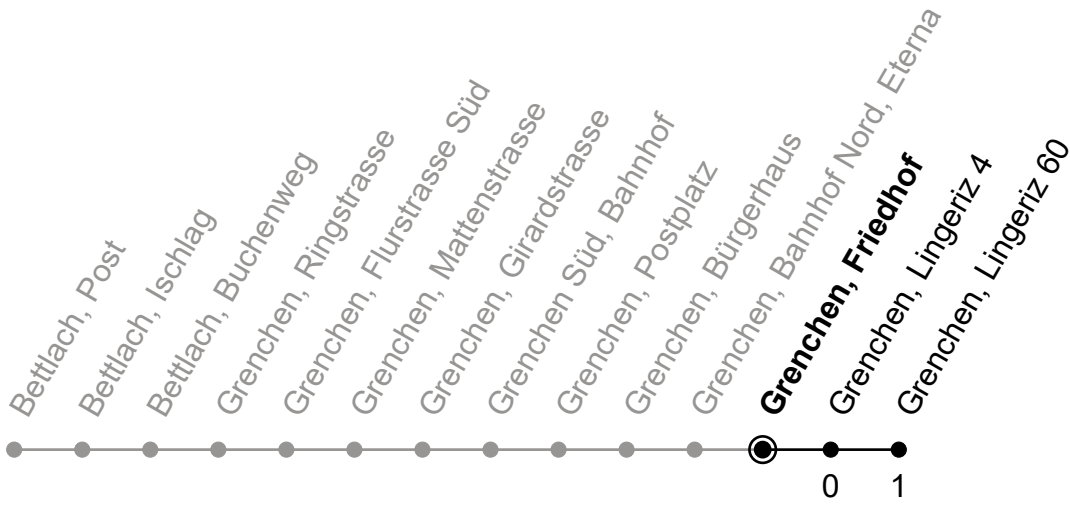 Bettlach, Post
Bettlach, Ischlag
Bettlach, Buchenweg
Grenchen, Ringstrasse
Grenchen, Flurstrasse Süd
Grenchen, Mattenstrasse
Grenchen, Girardstrasse
Grenchen Süd, Bahnhof
Grenchen, Postplatz
Grenchen, Bürgerhaus
Grenchen, Bahnhof Nord, Eterna
Grenchen, Friedhof
Grenchen, Lingeriz 4
Grenchen, Lingeriz 60
0 1